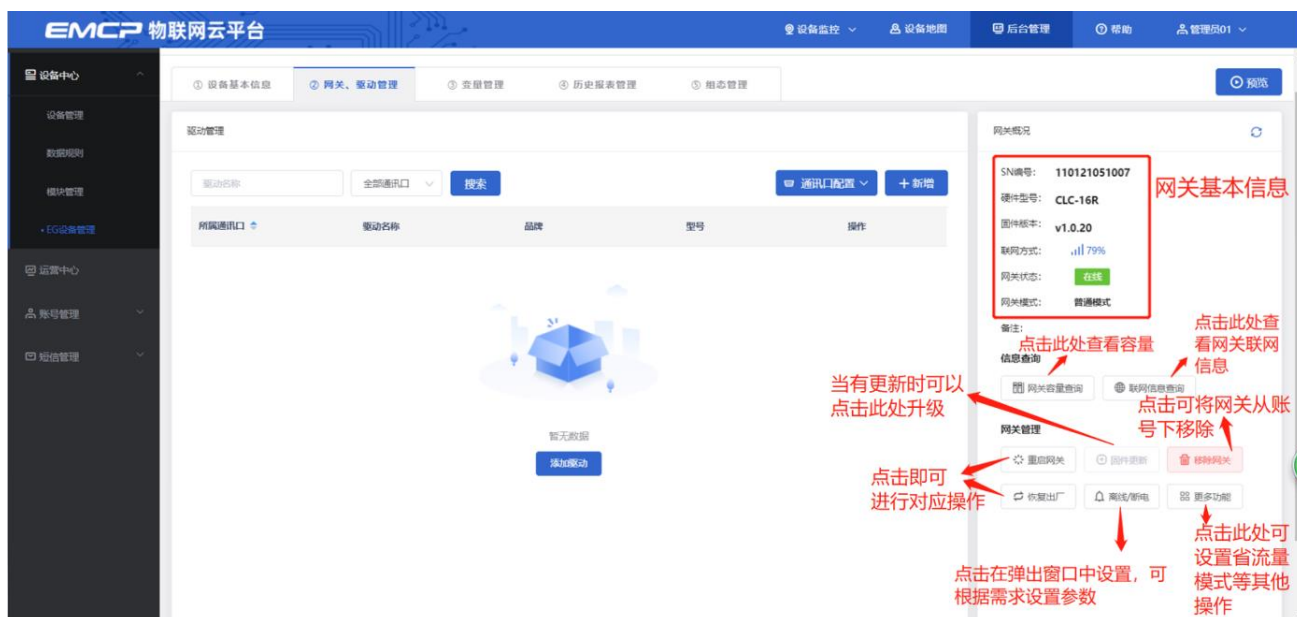 EMCP 物联网云平台
设备监控
设备地图
后台管理
帮助
管理员01
设备中心
设备管理
数据规则
模块管理
EG设备管理
运营中心
账号管理
短信管理
① 设备基本信息
② 网关、驱动管理
③ 变量管理
④ 历史报表管理
⑤ 组态管理
预览
驱动管理
驱动名称
全部通讯口
搜索
通讯口配置
+新增
所属通讯口
驱动名称
品牌
型号
操作
暂无数据
添加驱动
网关概况
SN编号: 110121051007
硬件型号: CLC-16R
固件版本: v1.0.20
联网方式: 79%
网关状态: 在线
网关模式: 普通模式
网关基本信息
备注:
点击此处查看容量
点击此处查
看网关联网
信息
信息查询
网关容量查询
联网信息查询
当有更新时可以
点击此处升级
点击可将网关从账
号下移除
网关管理
重启网关
固件更新
移除网关
点击即可
进行对应操作
恢复出厂
离线/断电
更多功能
点击此处可
设置省流量
模式等其他
操作
点击在弹出窗口中设置，可
根据需求设置参数